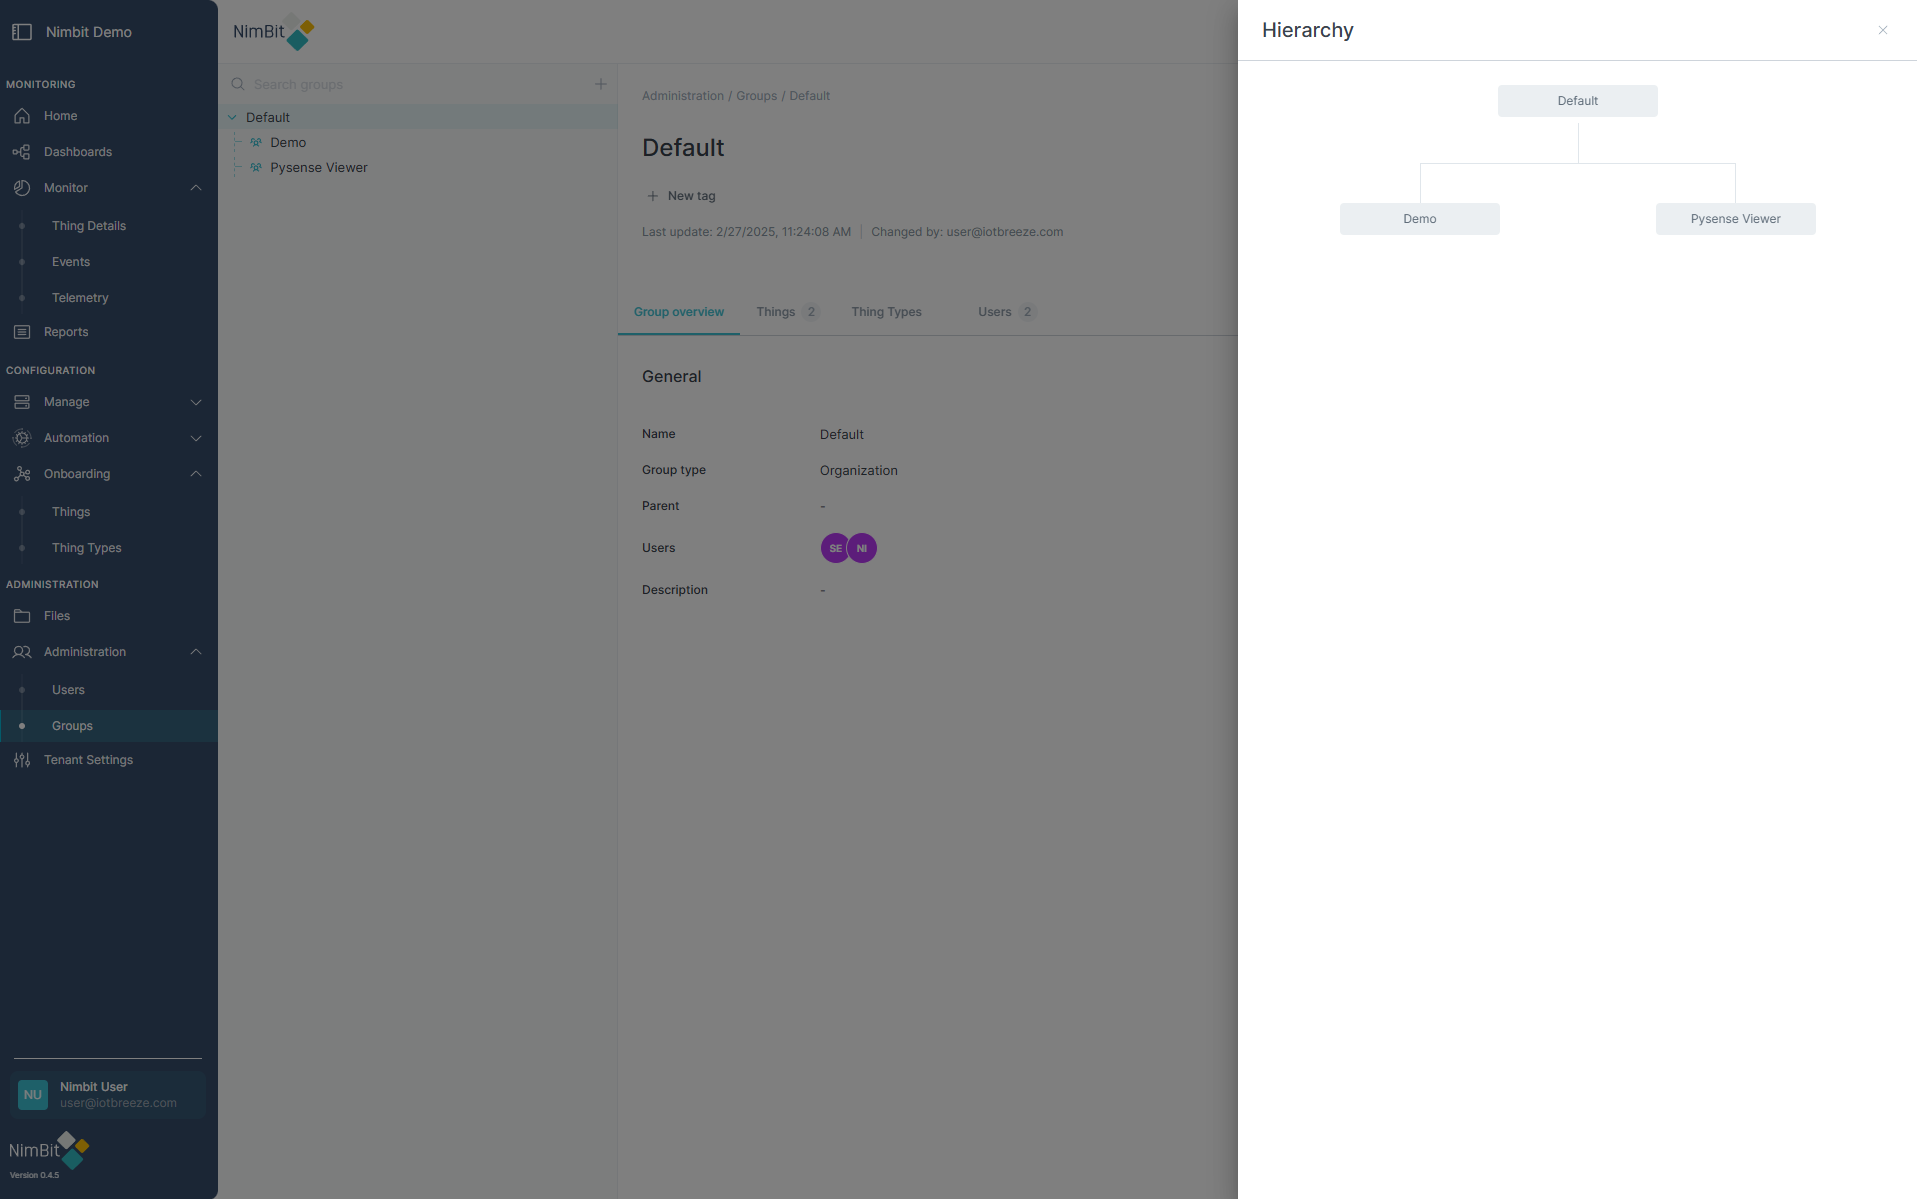 Nimbit Demo
MONITORING
Home
Dashboards
Monitor
Thing Details
Events
Telemetry
Reports
CONFIGURATION
Manage
Automation
Onboarding
Things
Thing Types
ADMINISTRATION
Files
Administration
Users
Groups
Tenant Settings
NU
Nimbit User
user@iotbreeze.com
NimBit
Version 0.4.5
NimBit
Search groups
Default
Demo
Pysense Viewer
Administration / Groups / Default
Default
New tag
Last update: 2/27/2025, 11:24:08 AM | Changed by: user@iotbreeze.com
Group overview Things 2 Thing Types Users 2
General
Name Default
Group type Organization
Parent -
Users SE NI
Description -
Hierarchy
Default
Demo Pysense Viewer